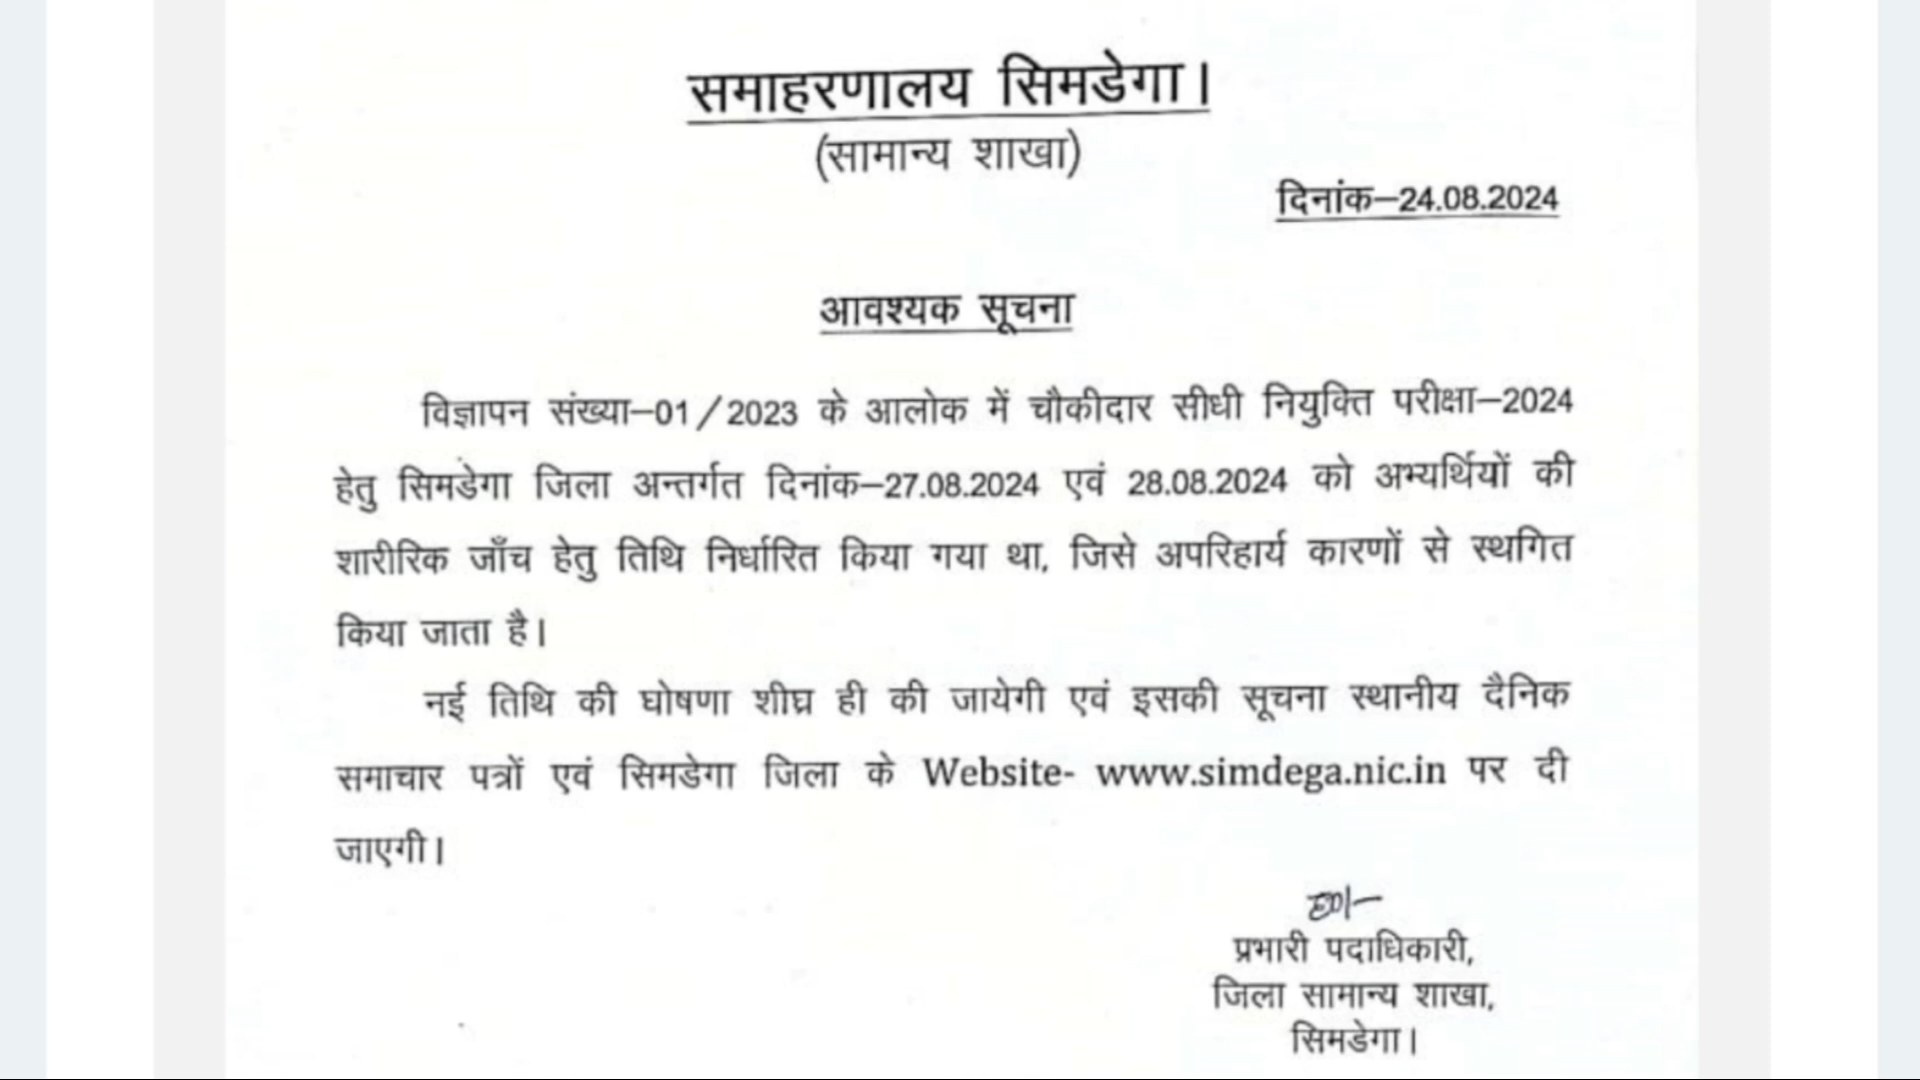 समाहरणालय सिमडेगा।
(सामान्य शाखा)
दिनांक–24.08.2024
आवश्यक सूचना
विज्ञापन संख्या–01/2023 के आलोक में चौकीदार सीधी नियुक्ति परीक्षा–2024
हेतु सिमडेगा जिला अन्तर्गत दिनांक–27.08.2024 एवं 28.08.2024 को अभ्यर्थियों की
शारीरिक जाँच हेतु तिथि निर्धारित किया गया था, जिसे अपरिहार्य कारणों से स्थगित
किया जाता है।
नई तिथि की घोषणा शीघ्र ही की जायेगी एवं इसकी सूचना स्थानीय दैनिक
समाचार पत्रों एवं सिमडेगा जिला के Website- www.simdega.nic.in पर दी
जाएगी।
प्रभारी पदाधिकारी,
जिला सामान्य शाखा,
सिमडेगा।